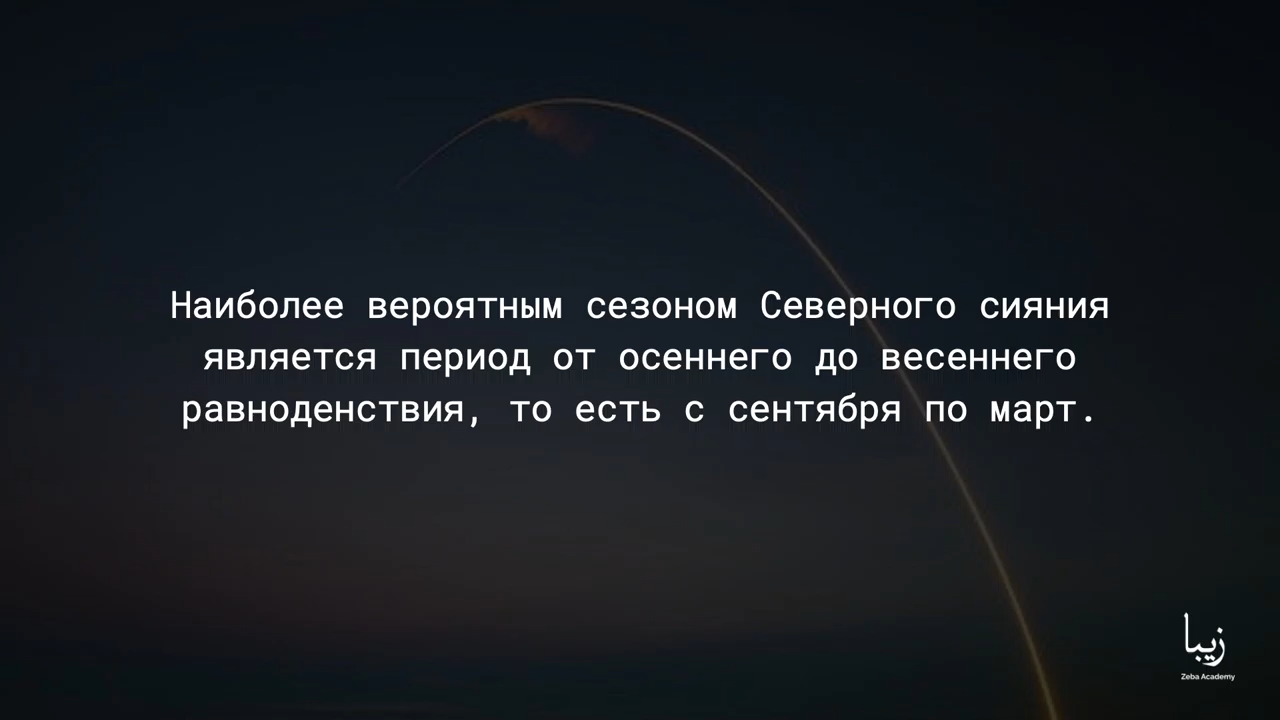 Наиболее вероятным сезоном Северного сияния
является период от осеннего до весеннего
равноденствия, то есть с сентября по март.
زیبا
Zeba Academy